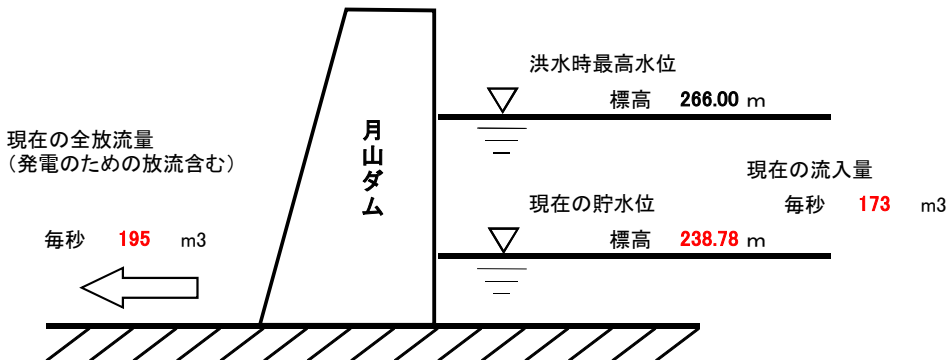 洪水時最高水位
標高 266.00 m
現在の全放流量
（発電のための放流含む）
月山ダム
現在の流入量
毎秒 173 m3
現在の貯水位
標高 238.78 m
毎秒 195 m3